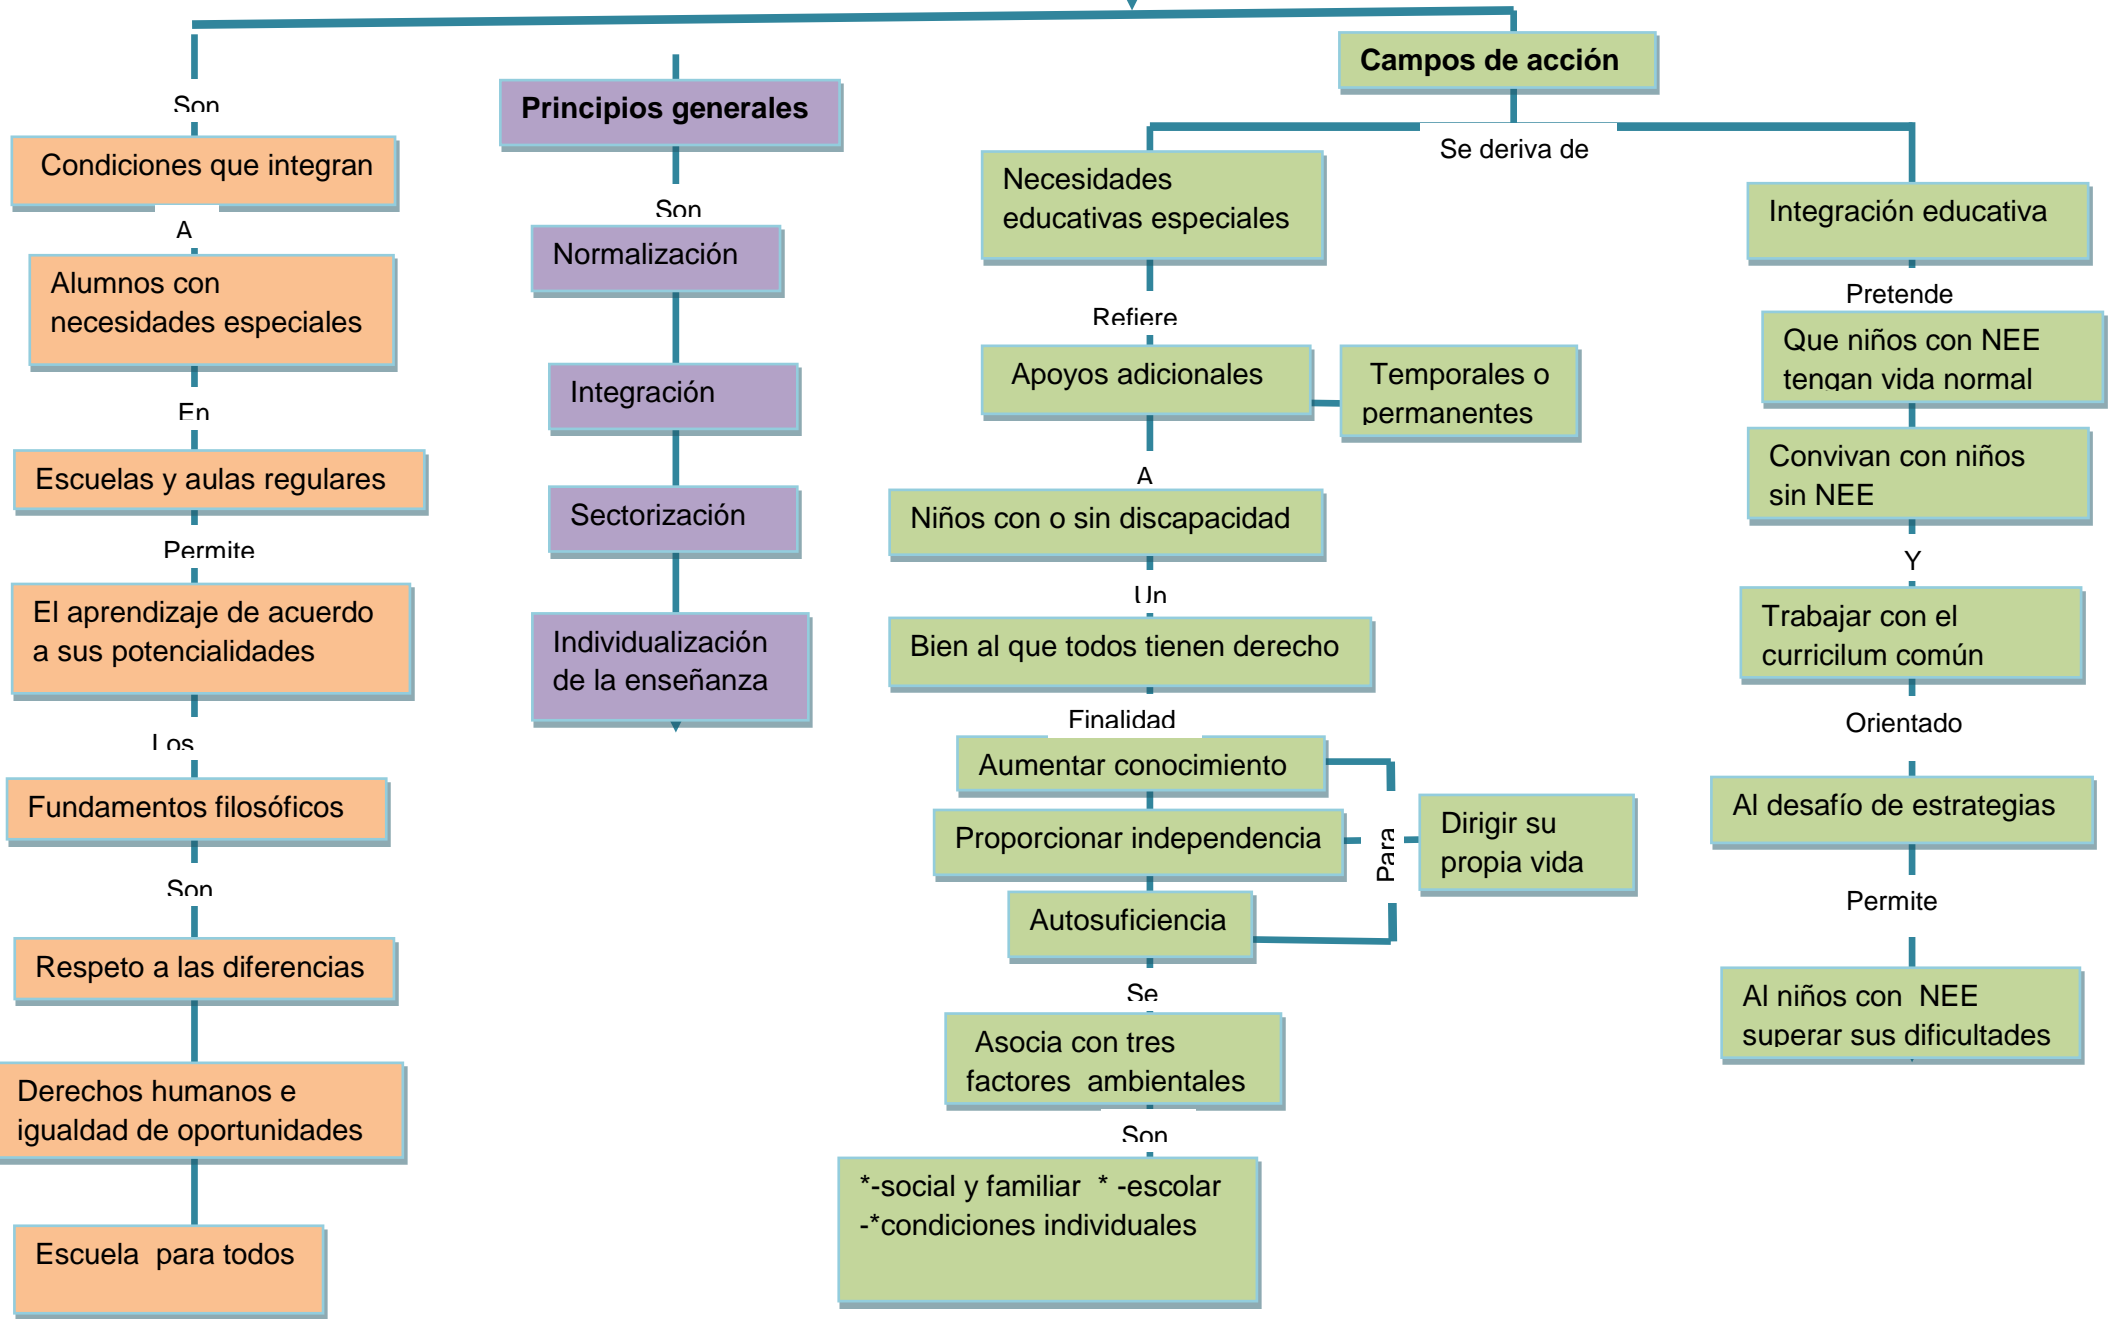 Son
Condiciones que integran
A
Alumnos con
necesidades especiales
En
Escuelas y aulas regulares
Permite
El aprendizaje de acuerdo
a sus potencialidades
Los
Fundamentos filosóficos
Son
Respeto a las diferencias
Derechos humanos e
igualdad de oportunidades
Escuela para todos
Principios generales
Son
Normalización
Integración
Sectorización
Individualización
de la enseñanza
Campos de acción
Se deriva de
Necesidades
educativas especiales
Refiere
Apoyos adicionales
Temporales o
permanentes
A
Niños con o sin discapacidad
Un
Bien al que todos tienen derecho
Finalidad
Aumentar conocimiento
Proporcionar independencia
Autosuficiencia
Para
Dirigir su
propia vida
Se
Asocia con tres
factores ambientales
Son
*-social y familiar * -escolar
-*condiciones individuales
Integración educativa
Pretende
Que niños con NEE
tengan vida normal
Convivan con niños
sin NEE
Y
Trabajar con el
curricilum común
Orientado
Al desafío de estrategias
Permite
Al niños con NEE
superar sus dificultades